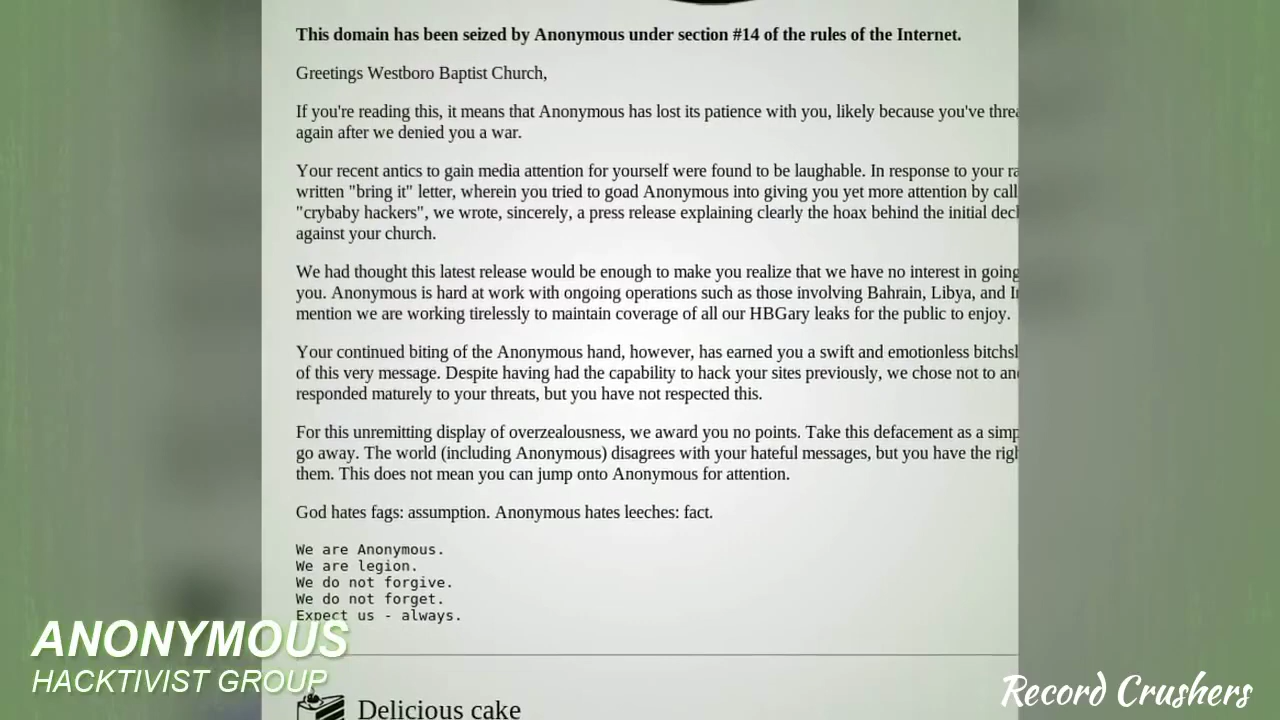 This domain has been seized by Anonymous under section #14 of the rules of the Internet.
Greetings Westboro Baptist Church,
If you're reading this, it means that Anonymous has lost its patience with you, likely because you've
again after we denied you a war.
Your recent antics to gain media attention for yourself were found to be laughable. In response to your
written "bring it" letter, wherein you tried to goad Anonymous into giving you yet more attention by
"crybaby hackers", we wrote, sincerely, a press release explaining clearly the hoax behind the initial
against your church.
We had thought this latest release would be enough to make you realize that we have no interest in going
you. Anonymous is hard at work with ongoing operations such as those involving Bahrain, Libya, and
mention we are working tirelessly to maintain coverage of all our HBGary leaks for the public to enjoy.
Your continued biting of the Anonymous hand, however, has earned you a swift and emotionless
of this very message. Despite having had the capability to hack your sites previously, we chose not to
responded maturely to your threats, but you have not respected this.
For this unremitting display of overzealousness, we award you no points. Take this defacement as a
go away. The world (including Anonymous) disagrees with your hateful messages, but you have the
them. This does not mean you can jump onto Anonymous for attention.
God hates fags: assumption. Anonymous hates leeches: fact.
We are Anonymous.
We are legion.
We do not forgive.
We do not forget.
Expect us - always.
ANONYMOUS
HACKTIVIST GROUP
Delicious cake
Record Crushers